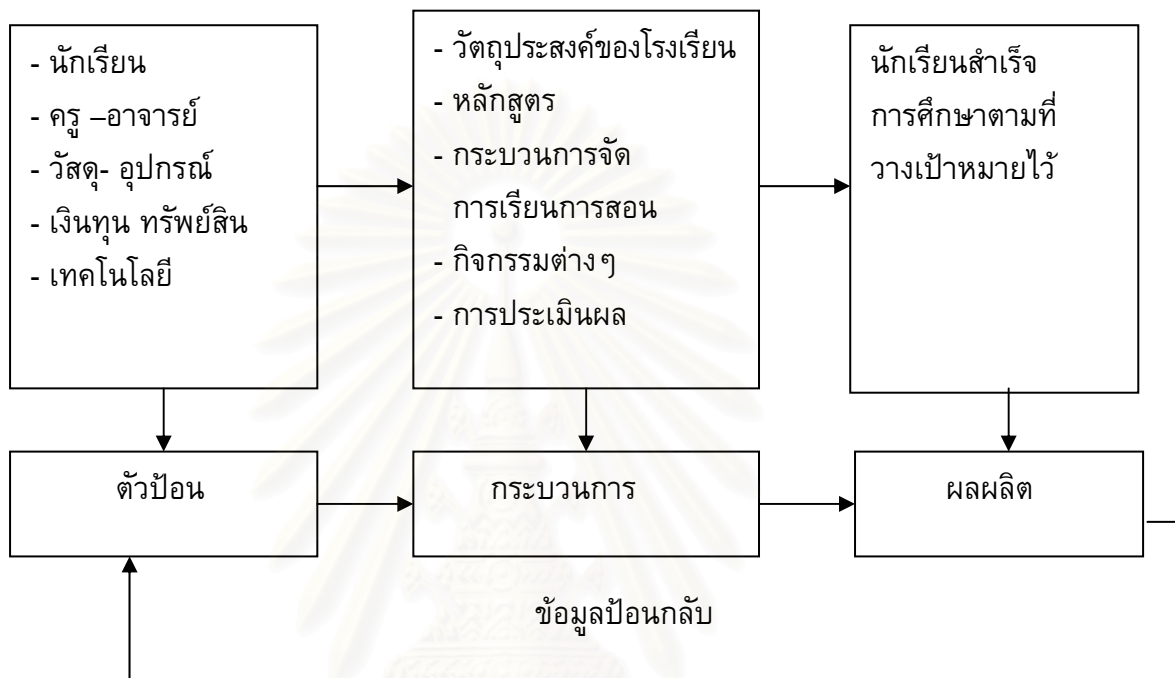 - นักเรียน
- ครู –อาจารย์
- วัสดุ- อุปกรณ์
- เงินทุน ทรัพย์สิน
- เทคโนโลยี
- วัตถุประสงค์ของโรงเรียน
- หลักสูตร
- กระบวนการจัด
การเรียนการสอน
- กิจกรรมต่างๆ
- การประเมินผล
นักเรียนสำเร็จ
การศึกษาตามที่
วางเป้าหมายไว้
ตัวป้อน
กระบวนการ
ผลผลิต
ข้อมูลป้อนกลับ